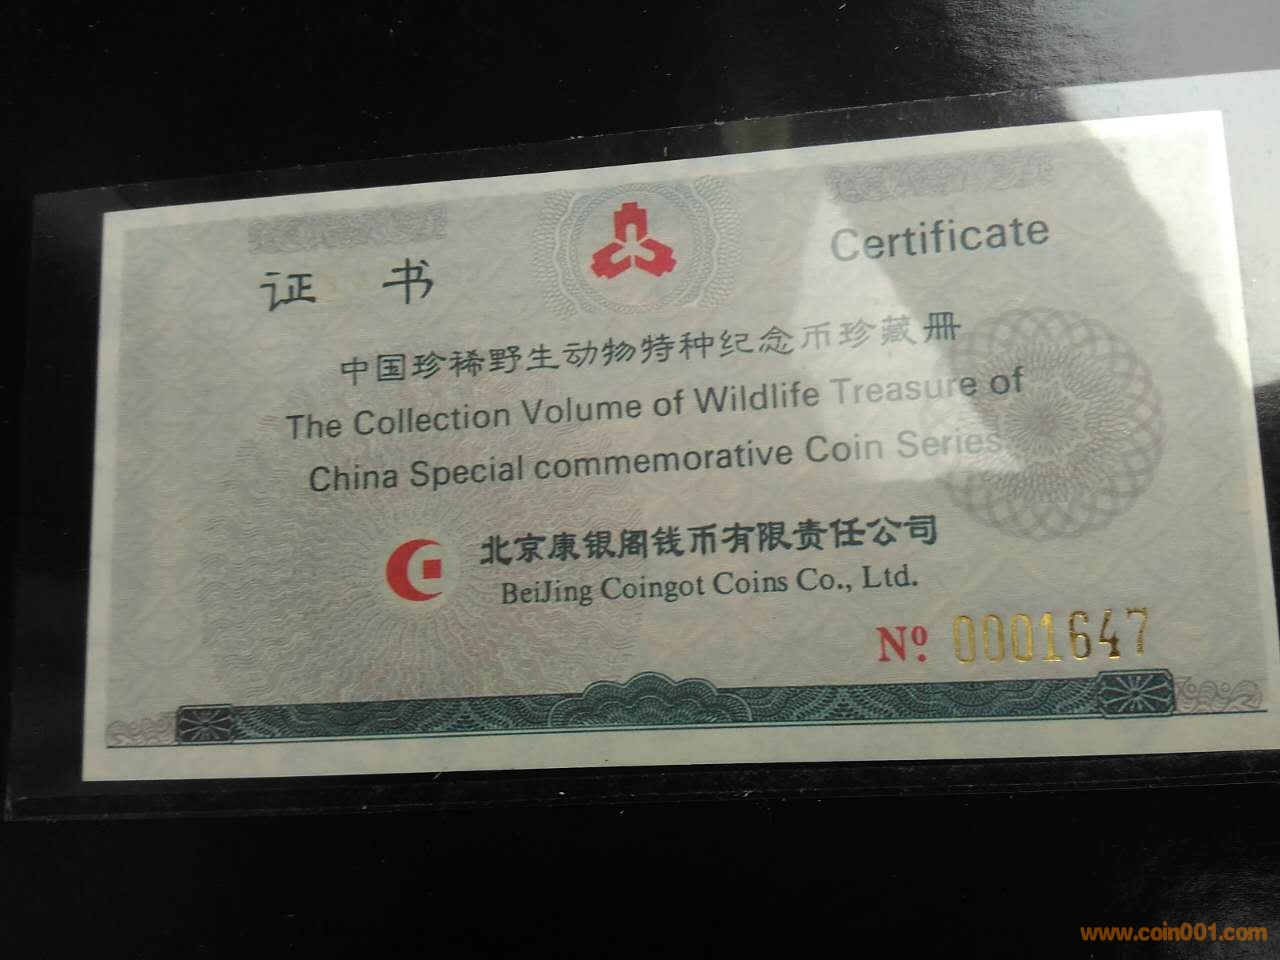 证 书
Certificate
中国珍稀野生动物特种纪念币珍藏册
The Collection Volume of Wildlife Treasure of
China Special commemorative Coin Series
北京康银阁钱币有限责任公司
BeiJing Coingot Coins Co., Ltd.
Nº 0001647
www.coin001.com